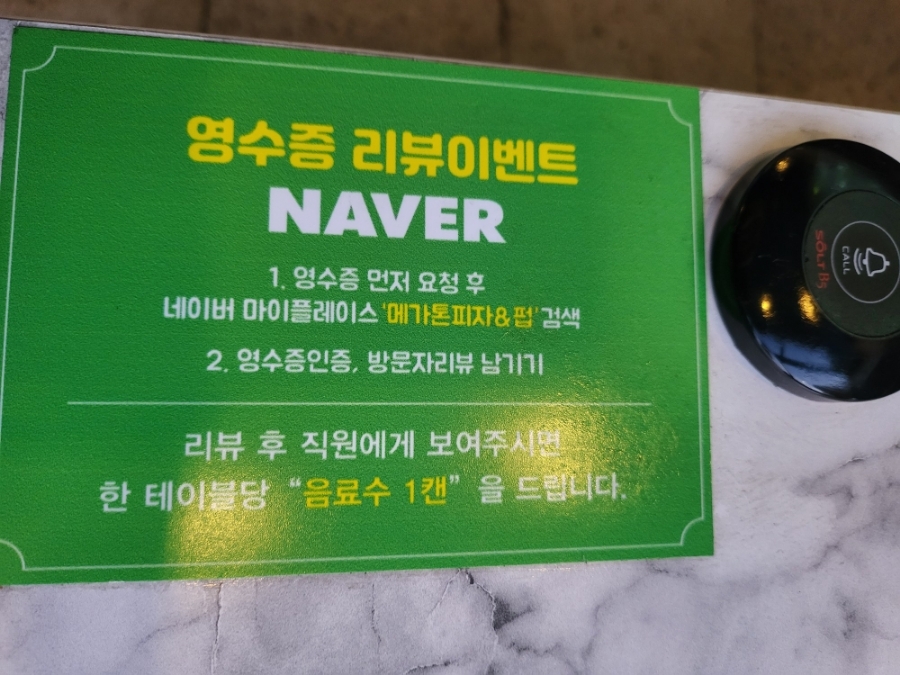 영수증 리뷰이벤트
NAVER
1. 영수증 먼저 요청 후
네이버 마이플레이스 '메가톤피자&펍' 검색
2. 영수증인증, 방문자리뷰 남기기
리뷰 후 직원에게 보여주시면
한 테이블당 "음료수 1캔" 을 드립니다.
CALL